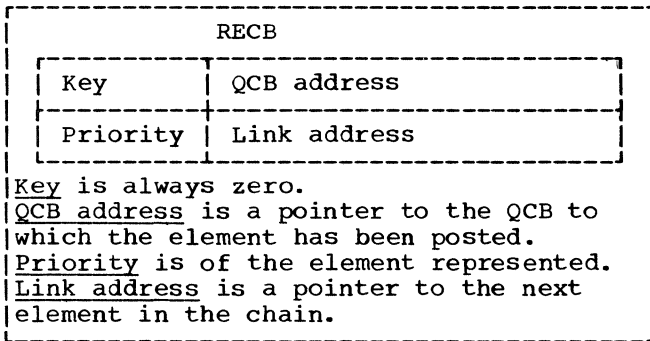 RECB
Key QCB address
Priority Link address
Key is always zero.
QCB address is a pointer to the QCB to
which the element has been posted.
Priority is of the element represented.
Link address is a pointer to the next
element in the chain.